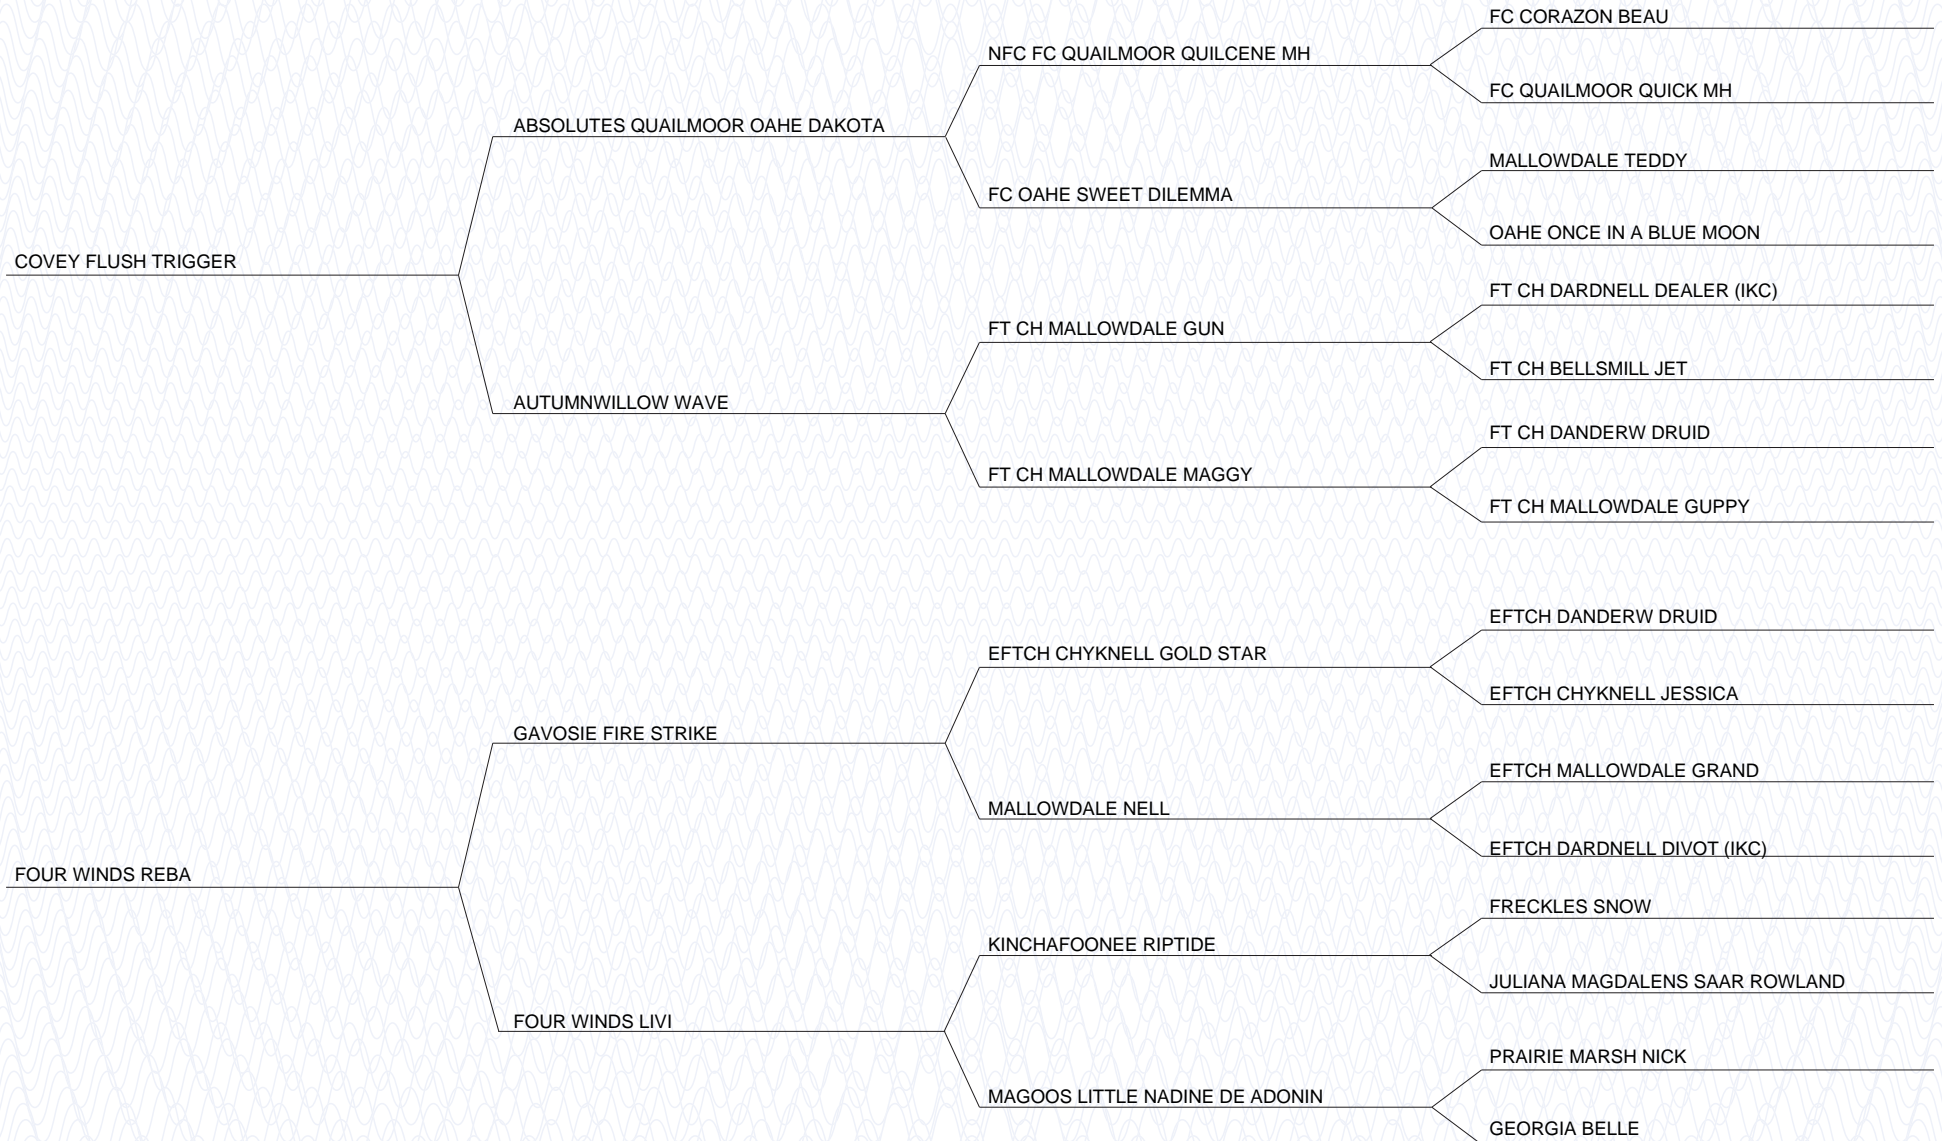 FC CORAZON BEAU
NFC FC QUAILMOOR QUILCENE MH
FC QUAILMOOR QUICK MH
ABSOLUTES QUAILMOOR OAHE DAKOTA
MALLOWDALE TEDDY
FC OAHE SWEET DILEMMA
OAHE ONCE IN A BLUE MOON
COVEY FLUSH TRIGGER
FT CH DARDNELL DEALER (IKC)
FT CH MALLOWDALE GUN
FT CH BELLSMILL JET
AUTUMNWILLOW WAVE
FT CH DANDERW DRUID
FT CH MALLOWDALE MAGGY
FT CH MALLOWDALE GUPPY
EFTCH DANDERW DRUID
EFTCH CHYKNELL GOLD STAR
EFTCH CHYKNELL JESSICA
GAVOSIE FIRE STRIKE
EFTCH MALLOWDALE GRAND
MALLOWDALE NELL
EFTCH DARDNELL DIVOT (IKC)
FOUR WINDS REBA
FRECKLES SNOW
KINCHAFOONEE RIPTIDE
JULIANA MAGDALENS SAAR ROWLAND
FOUR WINDS LIVI
PRAIRIE MARSH NICK
MAGOOS LITTLE NADINE DE ADONIN
GEORGIA BELLE